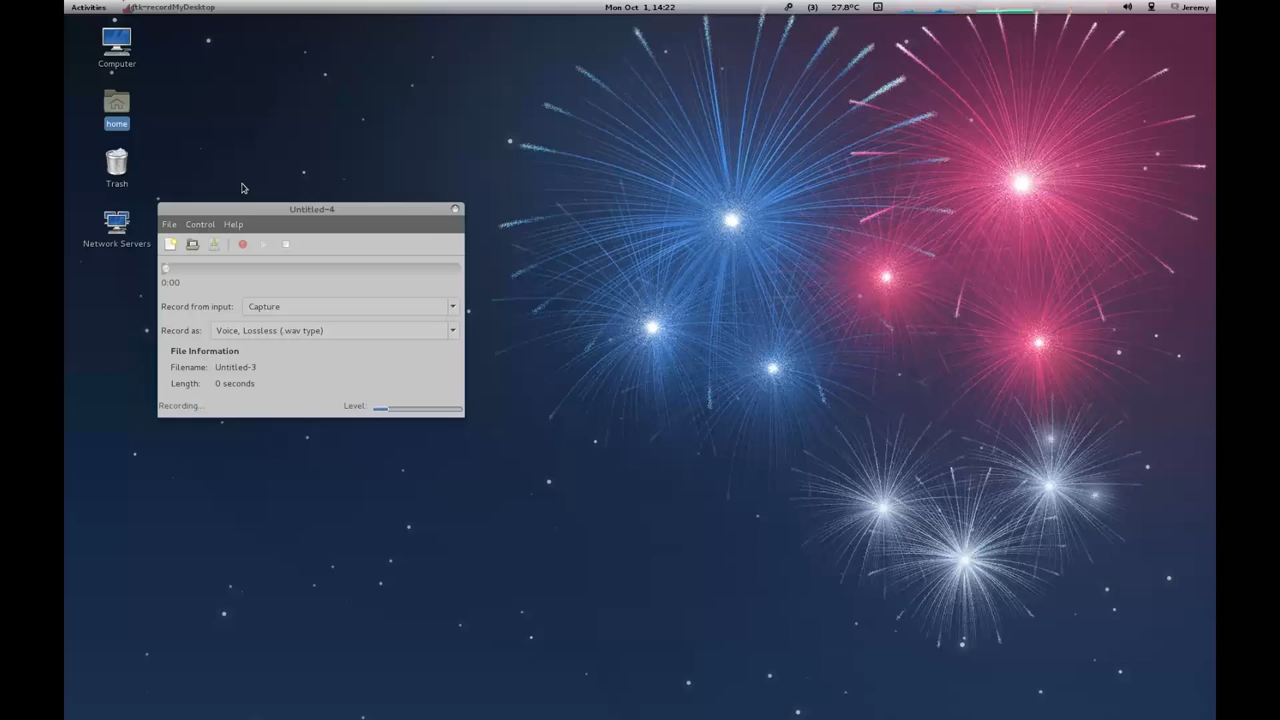 Activities gtk-recordMyDesktop Mon Oct 1, 14:22 (3) 27.8°C Jeremy
Computer
home
Trash
Network Servers
Untitled-4
File Control Help
0:00
Record from input: Capture
Record as: Voice, Lossless (.wav type)
File Information
Filename: Untitled-3
Length: 0 seconds
Recording... Level: